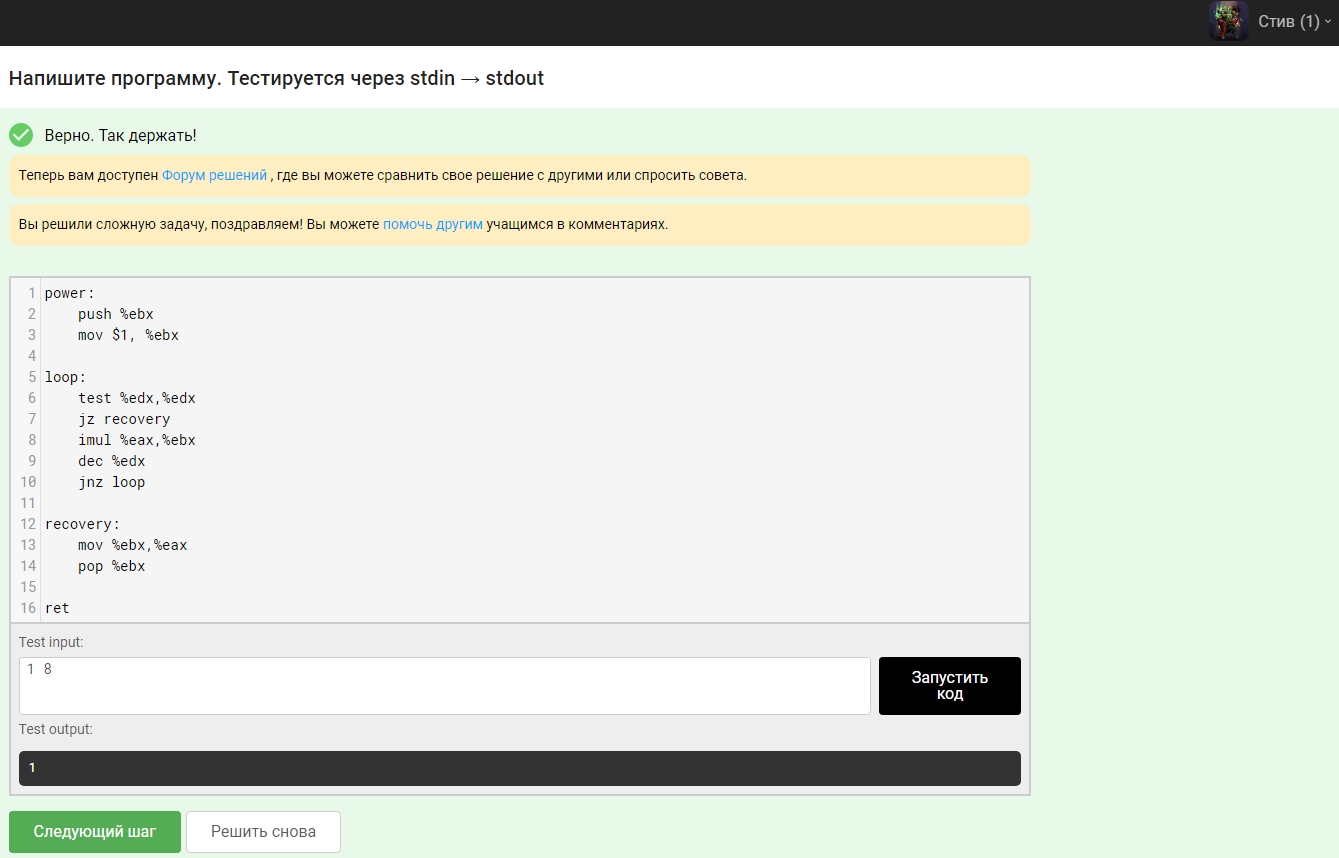 Стив (1)
Напишите программу. Тестируется через stdin → stdout
Верно. Так держать!
Теперь вам доступен Форум решений , где вы можете сравнить свое решение с другими или спросить совета.
Вы решили сложную задачу, поздравляем! Вы можете помочь другим учащимся в комментариях.
1 power:
2     push %ebx
3     mov $1, %ebx
4
5 loop:
6     test %edx,%edx
7     jz recovery
8     imul %eax,%ebx
9     dec %edx
10     jnz loop
11
12 recovery:
13     mov %ebx,%eax
14     pop %ebx
15
16 ret
Test input:
1 8
Запустить
код
Test output:
1
Следующий шаг
Решить снова